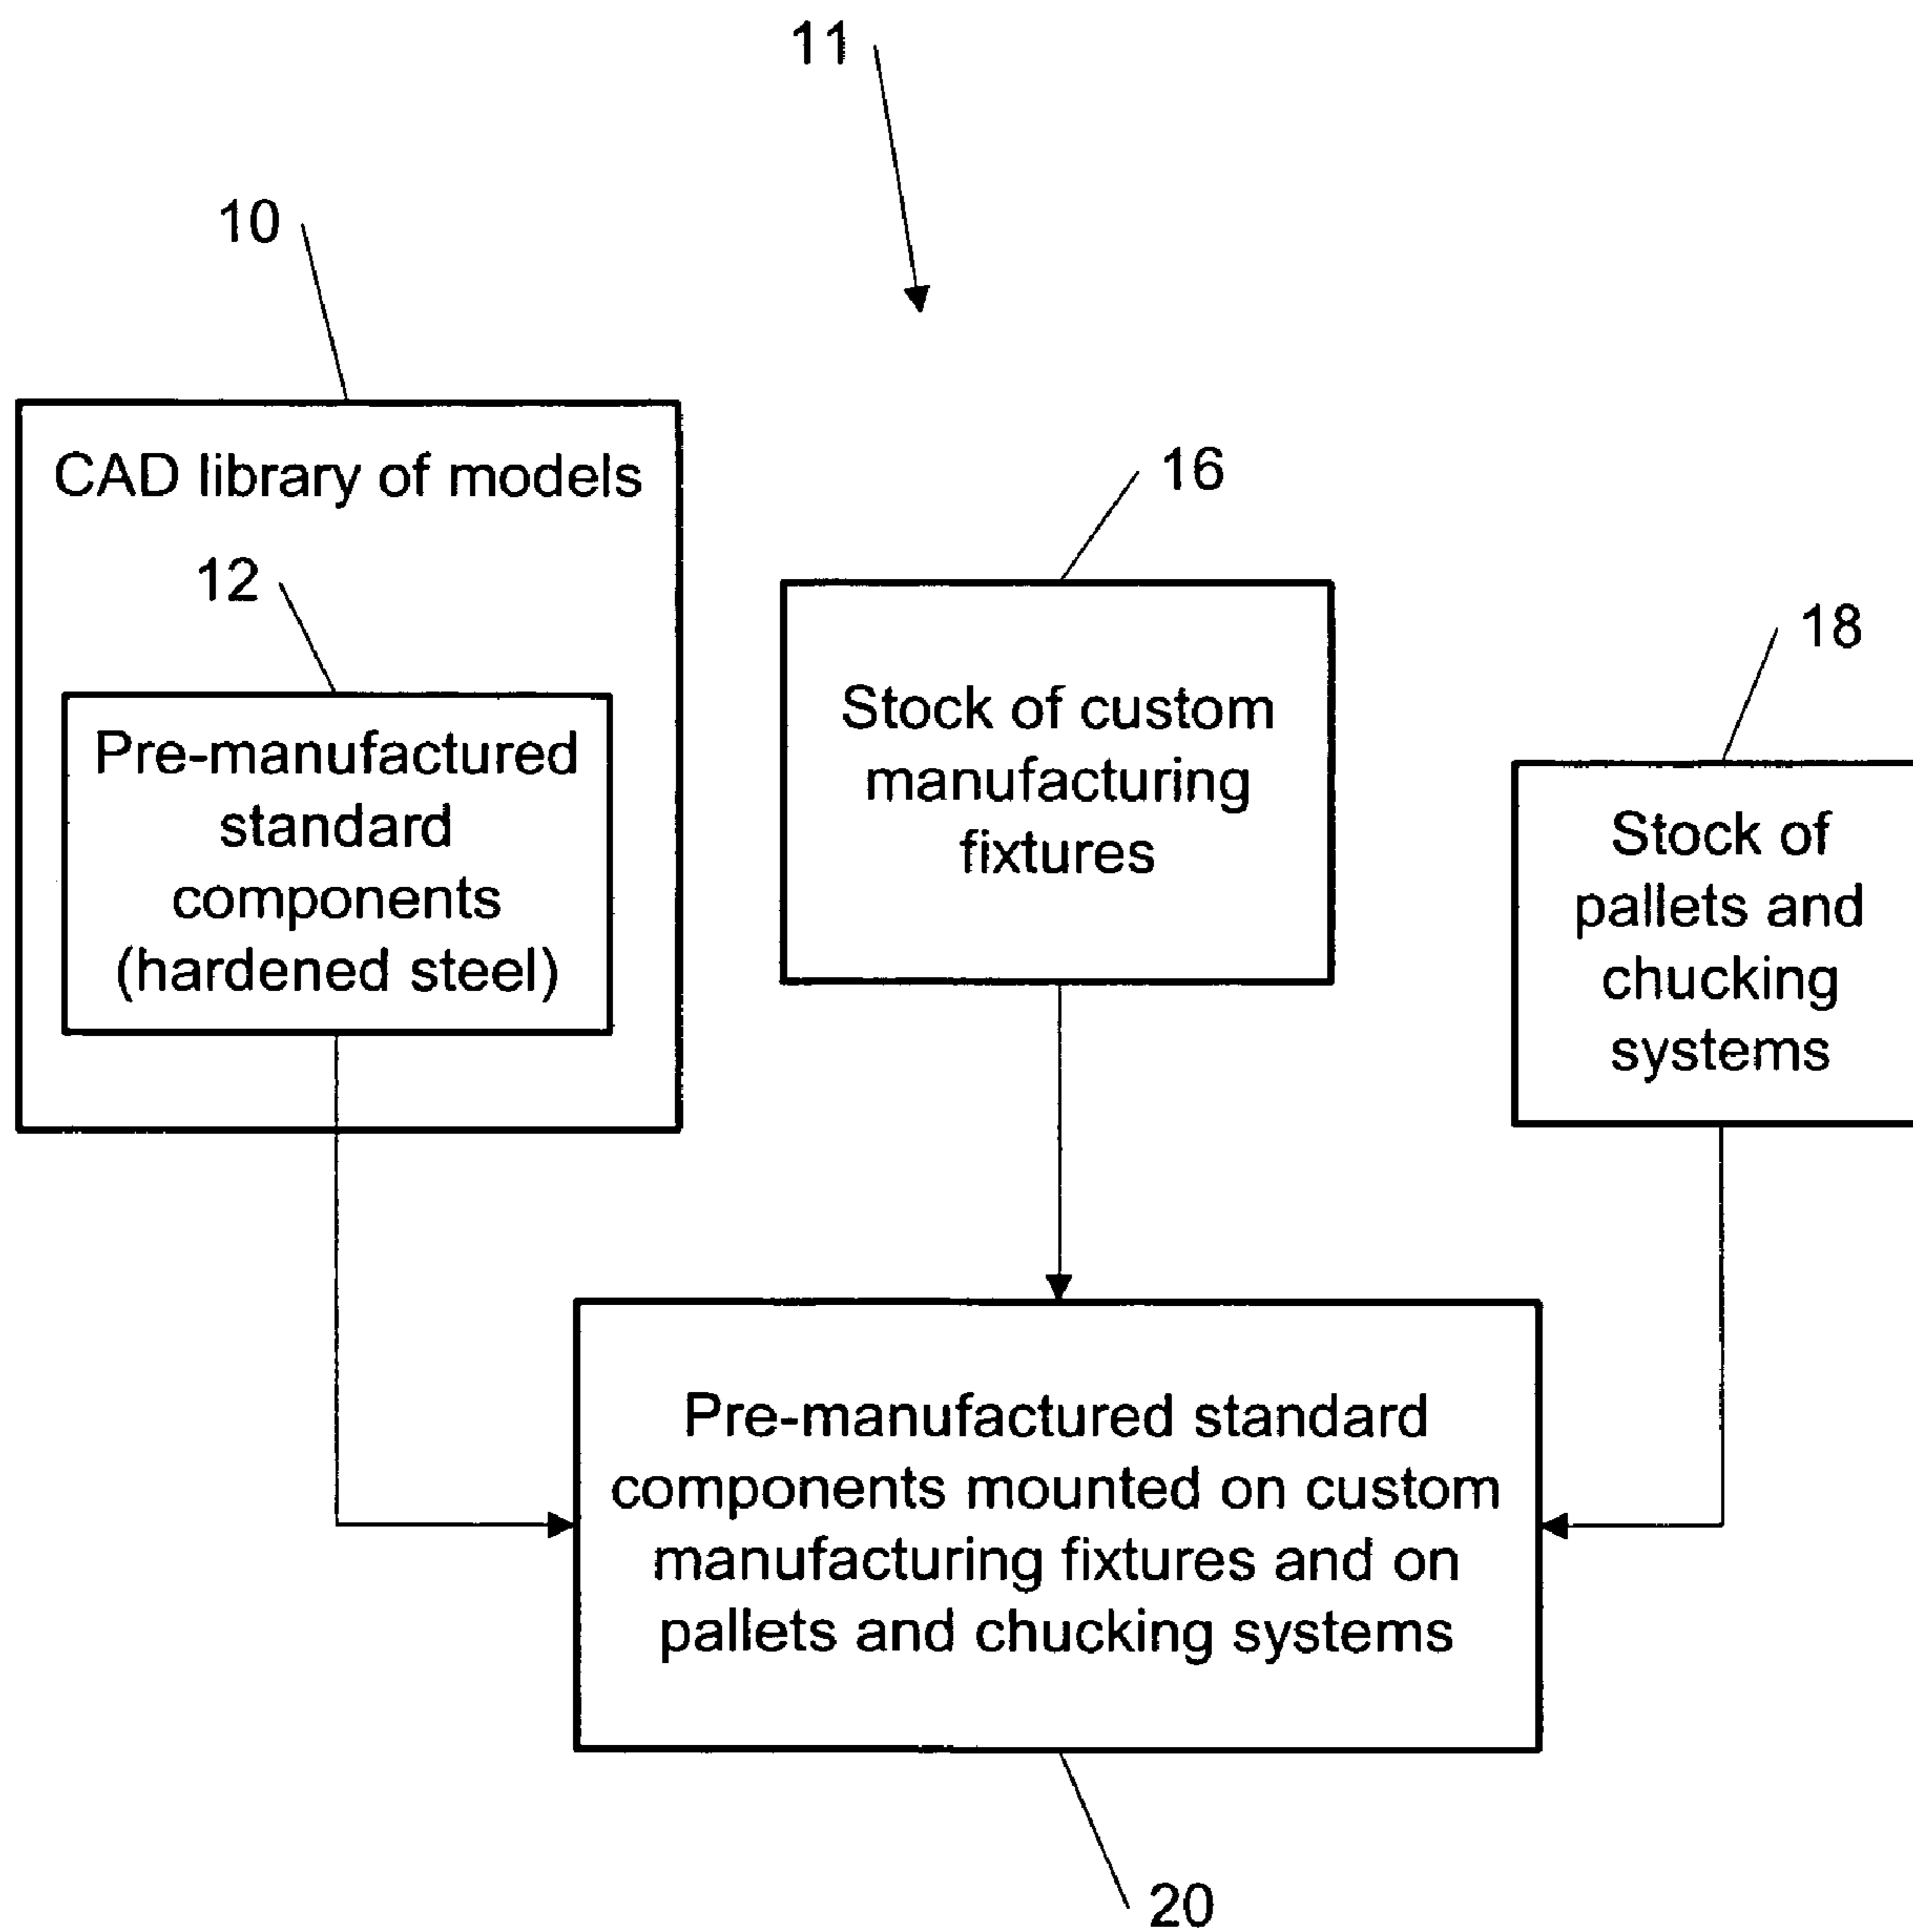 11
10
CAD library of models
12
Pre-manufactured
standard
components
(hardened steel)
16
Stock of custom
manufacturing
fixtures
18
Stock of
pallets and
chucking
systems
Pre-manufactured standard
components mounted on custom
manufacturing fixtures and on
pallets and chucking systems
20